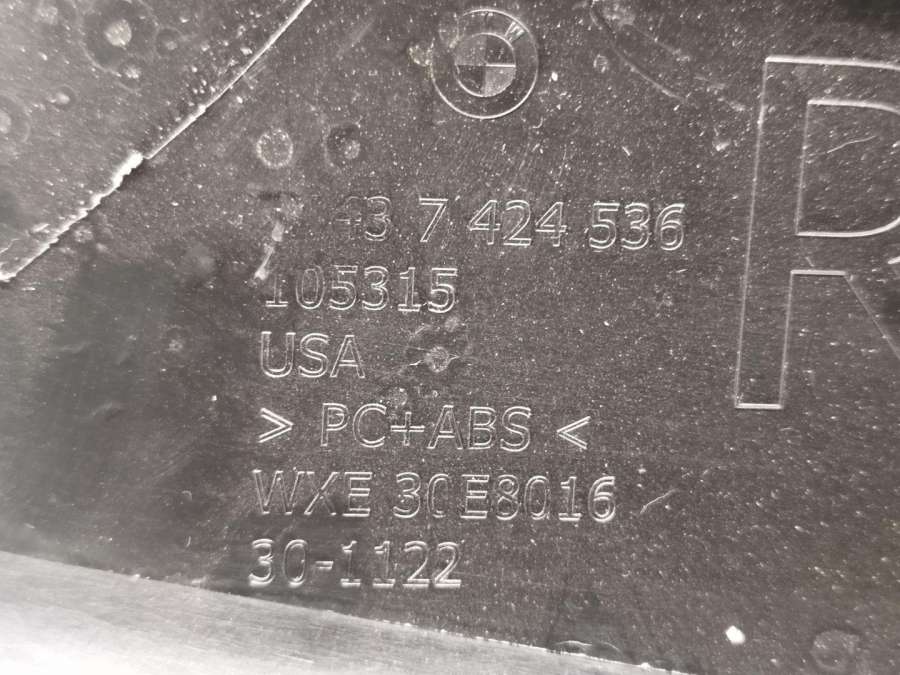 43 7 424 536
R
105315
USA
> PC+ABS <
WXE 30E8016
30-1122